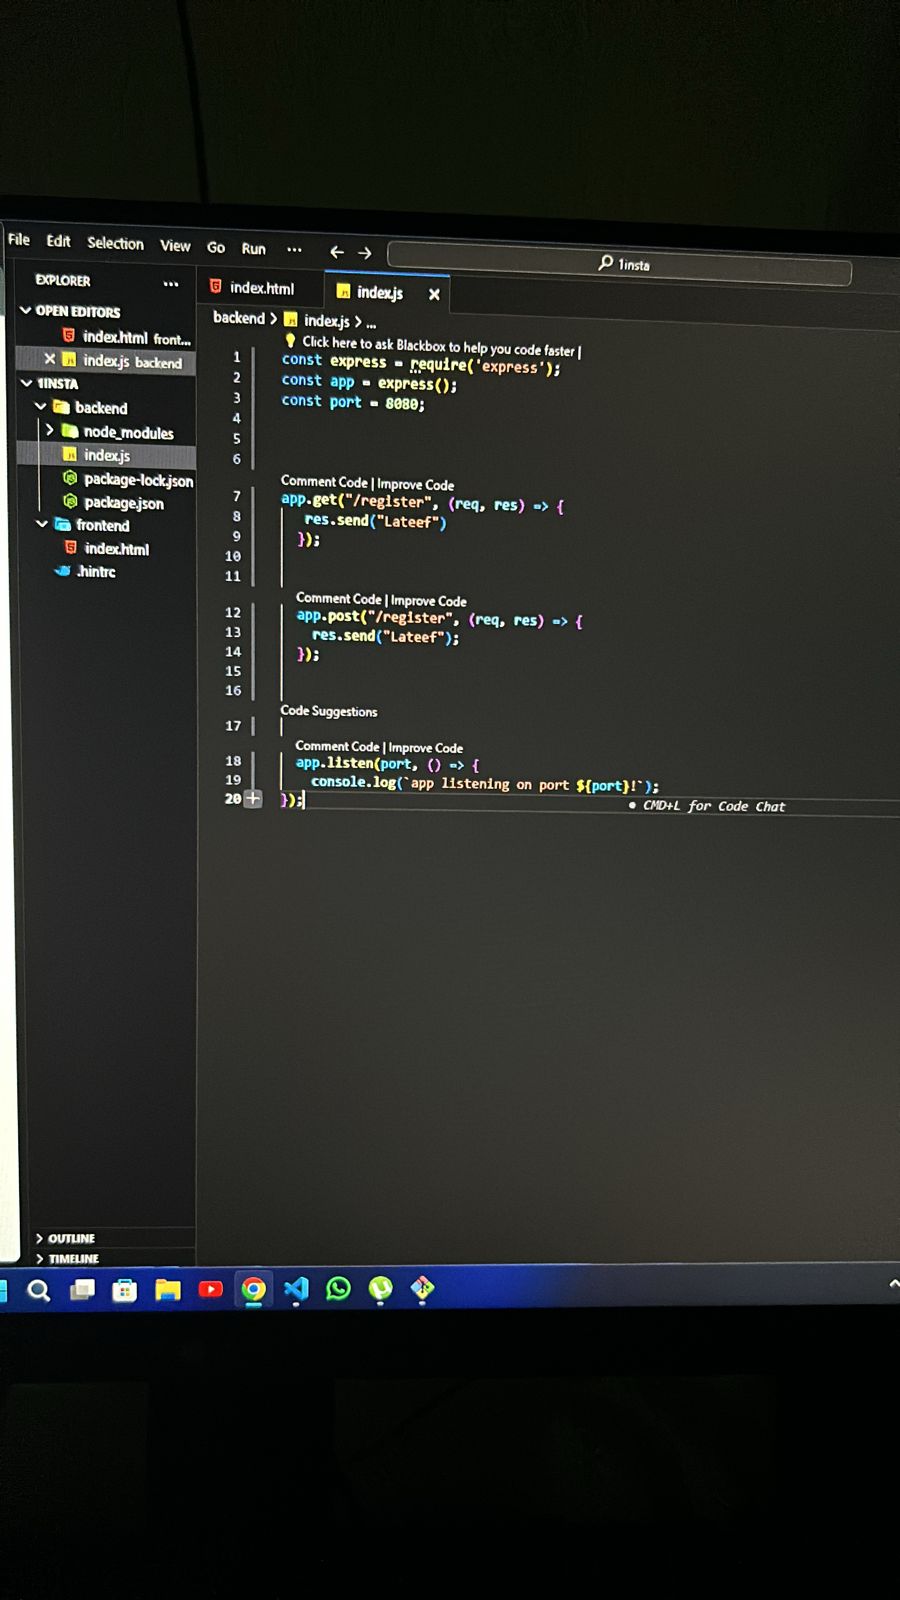 File Edit Selection View Go Run ... ← → 1insta
EXPLORER ...
OPEN EDITORS
index.html front...
index.js backend
1INSTA
backend
node_modules
index.js
package-lock.json
package.json
frontend
index.html
.hintrc
OUTLINE
TIMELINE
index.html index.js
backend > index.js > ...
Click here to ask Blackbox to help you code faster |
1 const express = require('express');
2 const app = express();
3 const port = 8080;
4
5
6
Comment Code | Improve Code
7 app.get("/register", (req, res) => {
8 res.send("Lateef")
9 });
10
11
Comment Code | Improve Code
12 app.post("/register", (req, res) => {
13 res.send("Lateef");
14 });
15
16
Code Suggestions
17
Comment Code | Improve Code
18 app.listen(port, () => {
19 console.log(`app listening on port ${port}!`);
20 });
CMD+L for Code Chat